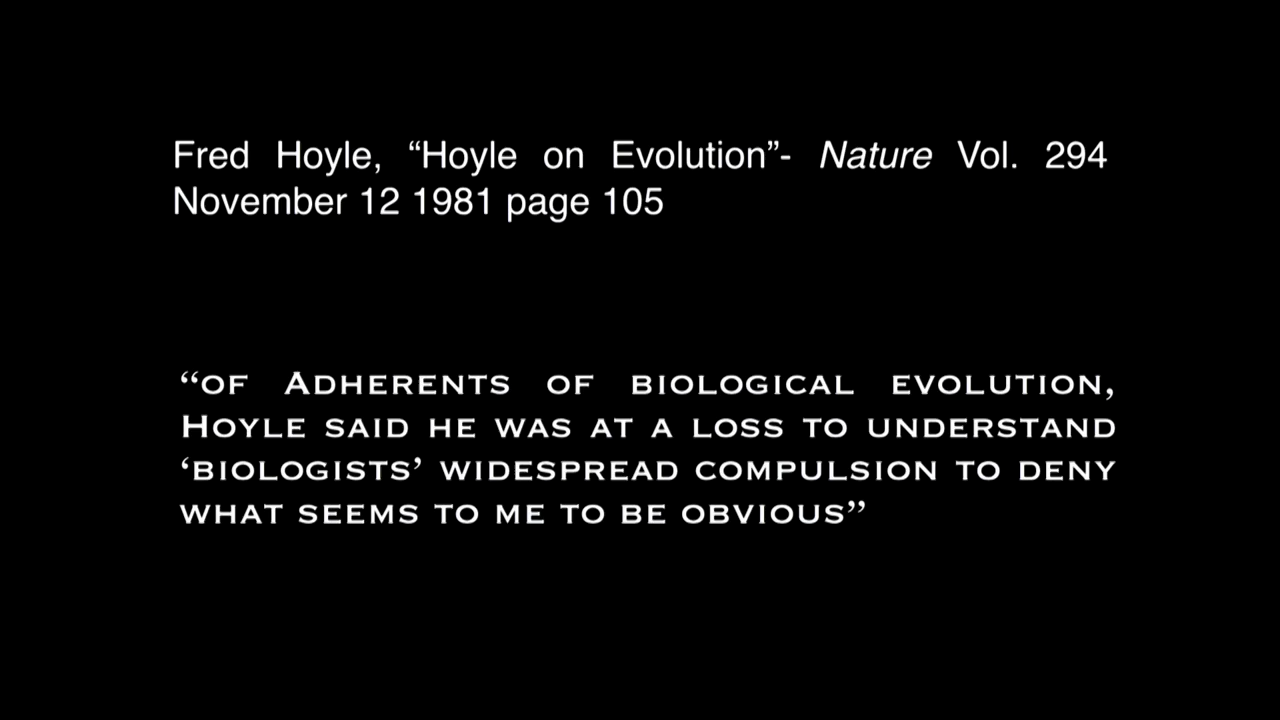 Fred Hoyle, “Hoyle on Evolution”- Nature Vol. 294
November 12 1981 page 105
“of Adherents of biological evolution,
Hoyle said he was at a loss to understand
‘biologists’ widespread compulsion to deny
what seems to me to be obvious”